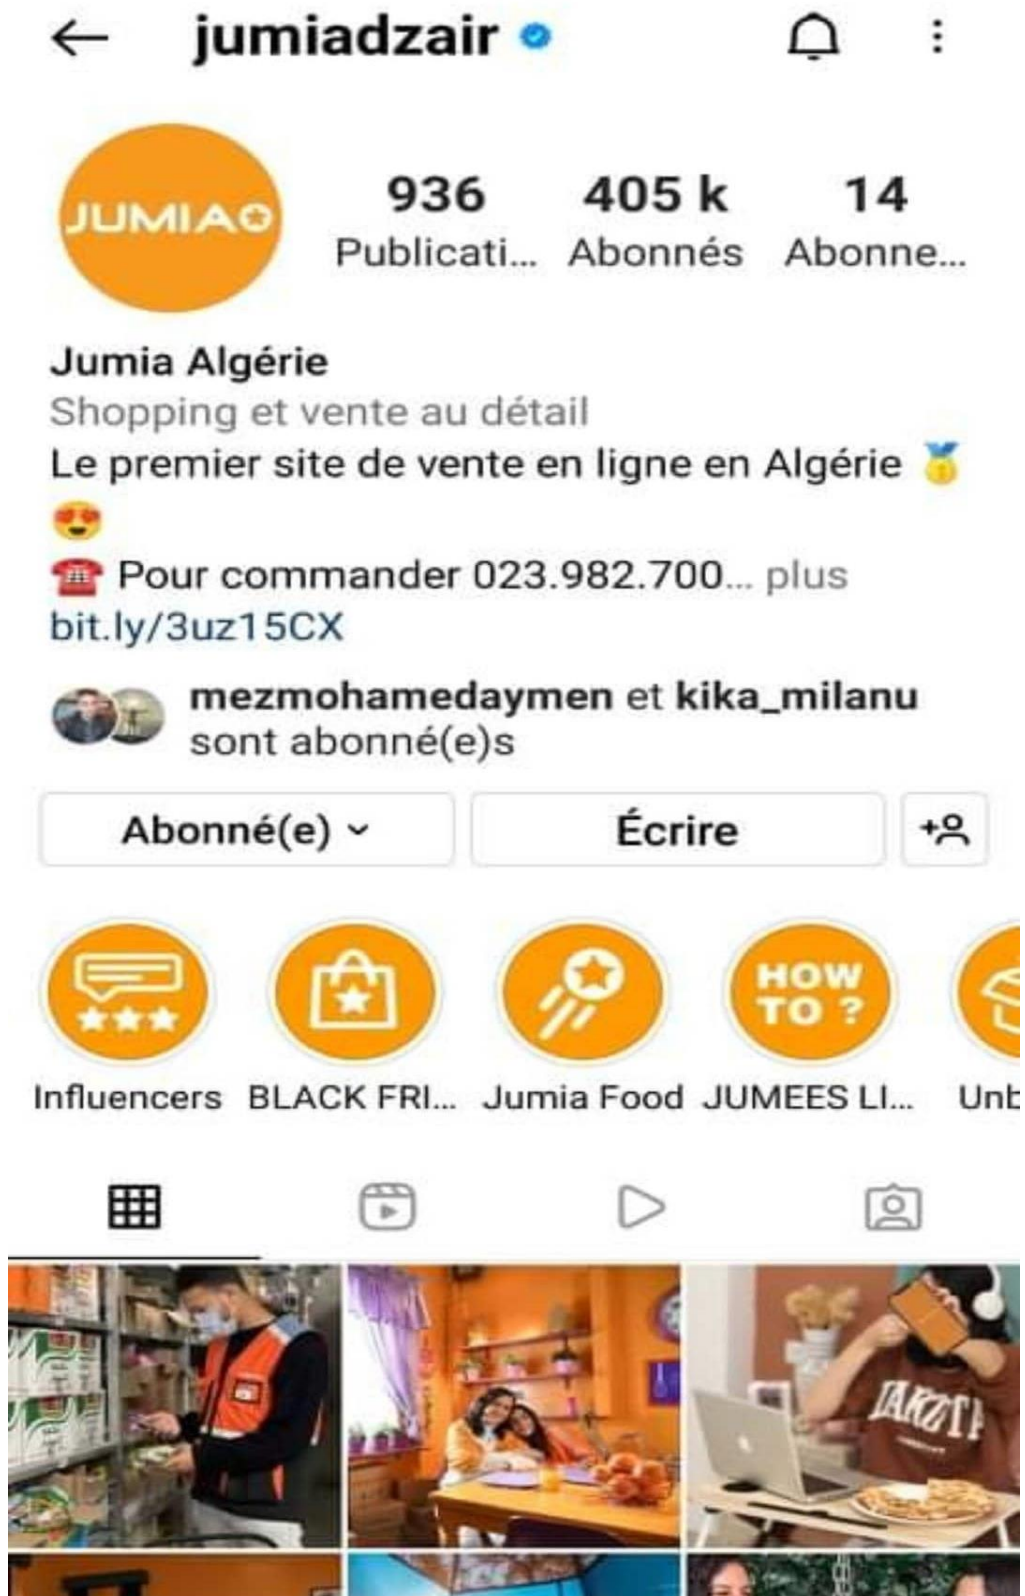 jumiadzair
JUMIA
936 405 k 14
Publicati... Abonnés Abonne...
Jumia Algérie
Shopping et vente au détail
Le premier site de vente en ligne en Algérie 🥇
😍
☎️ Pour commander 023.982.700... plus
bit.ly/3uz15CX
mezmohamedaymen et kika_milanu
sont abonné(e)s
Abonné(e) Écrire
HOW
TO ?
Influencers BLACK FRI... Jumia Food JUMEES LI... Unb